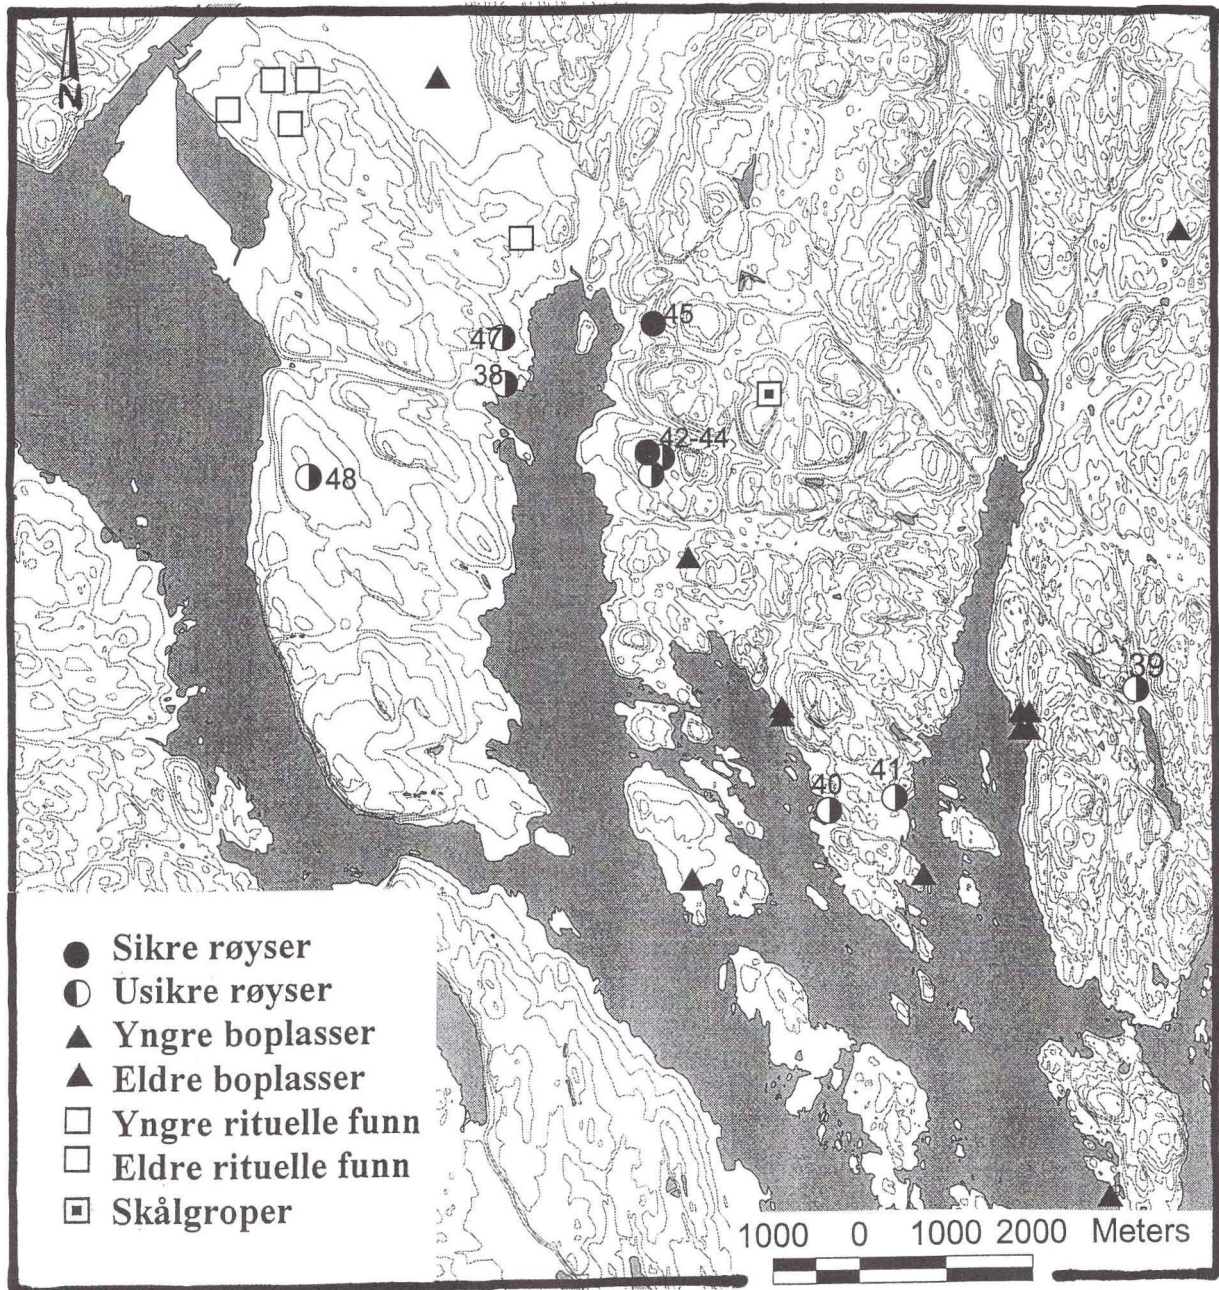 N
45
47
38
42-44
48
39
40
41
Sikre røyser
Usikre røyser
Yngre boplasser
Eldre boplasser
Yngre rituelle funn
Eldre rituelle funn
Skålgroper
1000 0 1000 2000 Meters